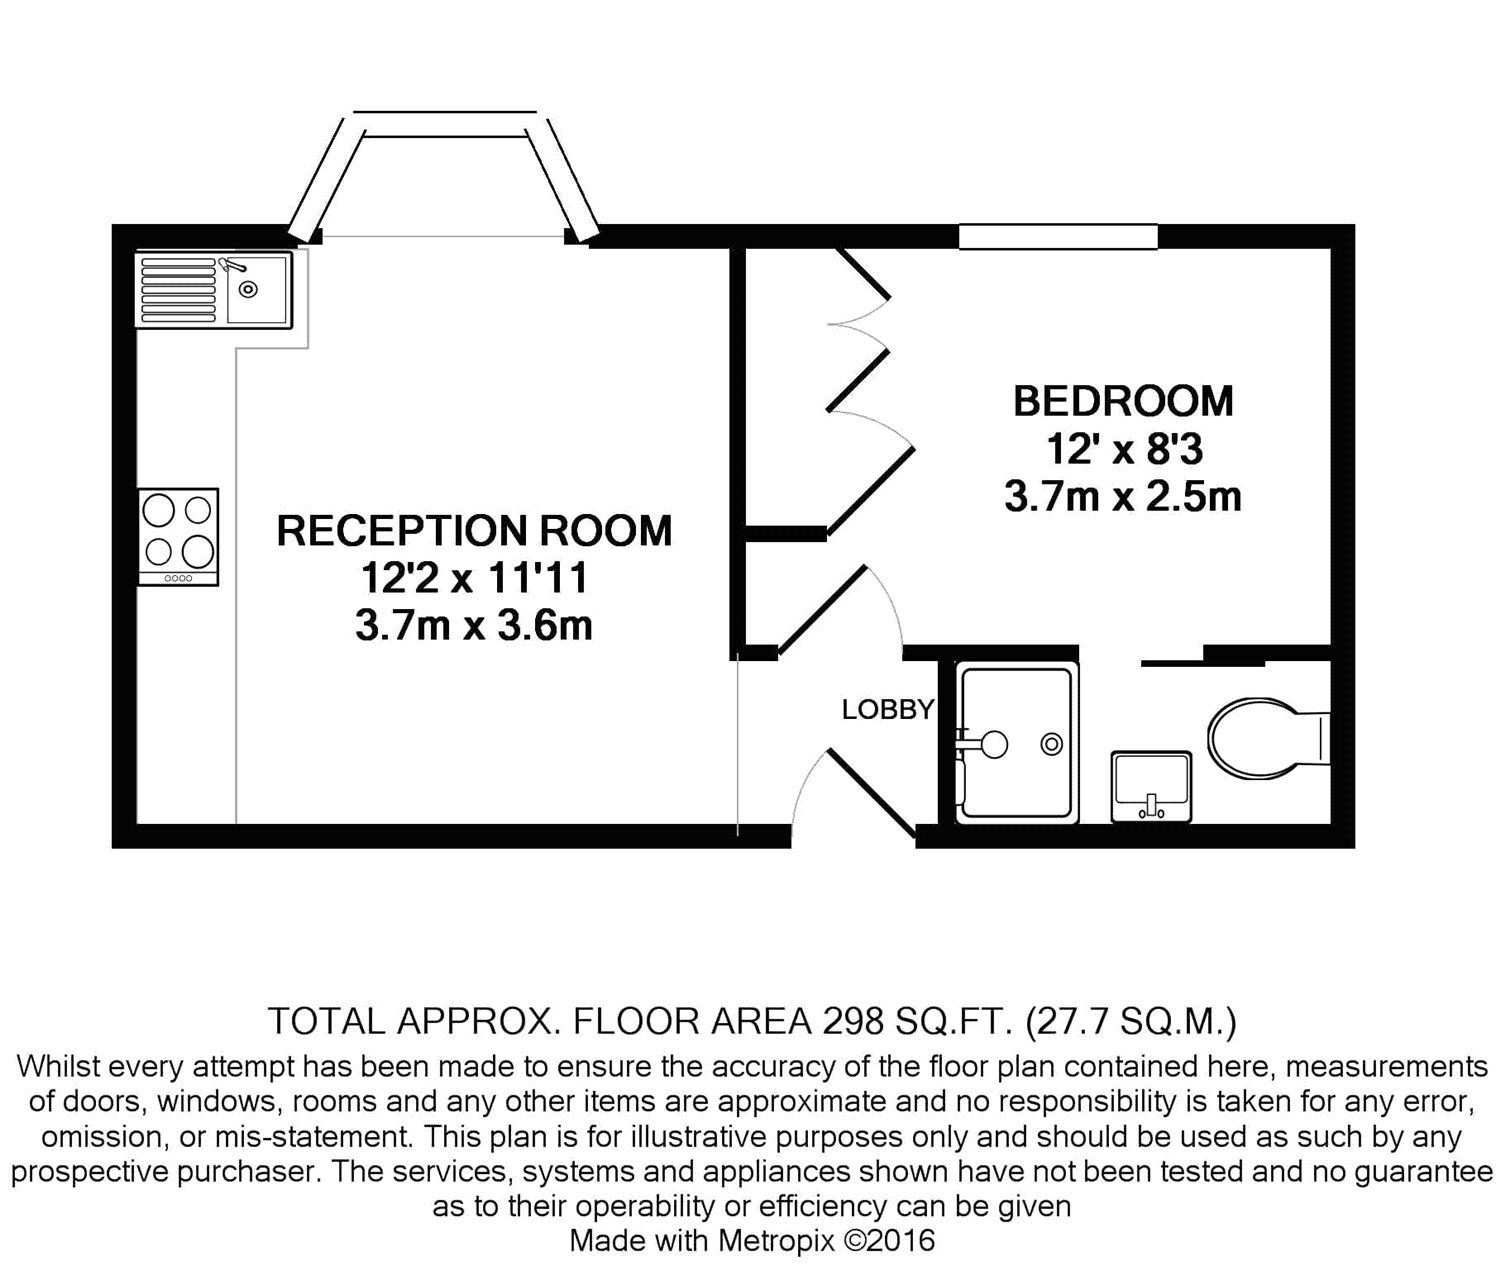 BEDROOM
12' x 8'3
3.7m x 2.5m
RECEPTION ROOM
12'2 x 11'11
3.7m x 3.6m
LOBBY
TOTAL APPROX. FLOOR AREA 298 SQ.FT. (27.7 SQ.M.)
Whilst every attempt has been made to ensure the accuracy of the floor plan contained here, measurements
of doors, windows, rooms and any other items are approximate and no responsibility is taken for any error,
omission, or mis-statement. This plan is for illustrative purposes only and should be used as such by any
prospective purchaser. The services, systems and appliances shown have not been tested and no guarantee
as to their operability or efficiency can be given
Made with Metropix ©2016